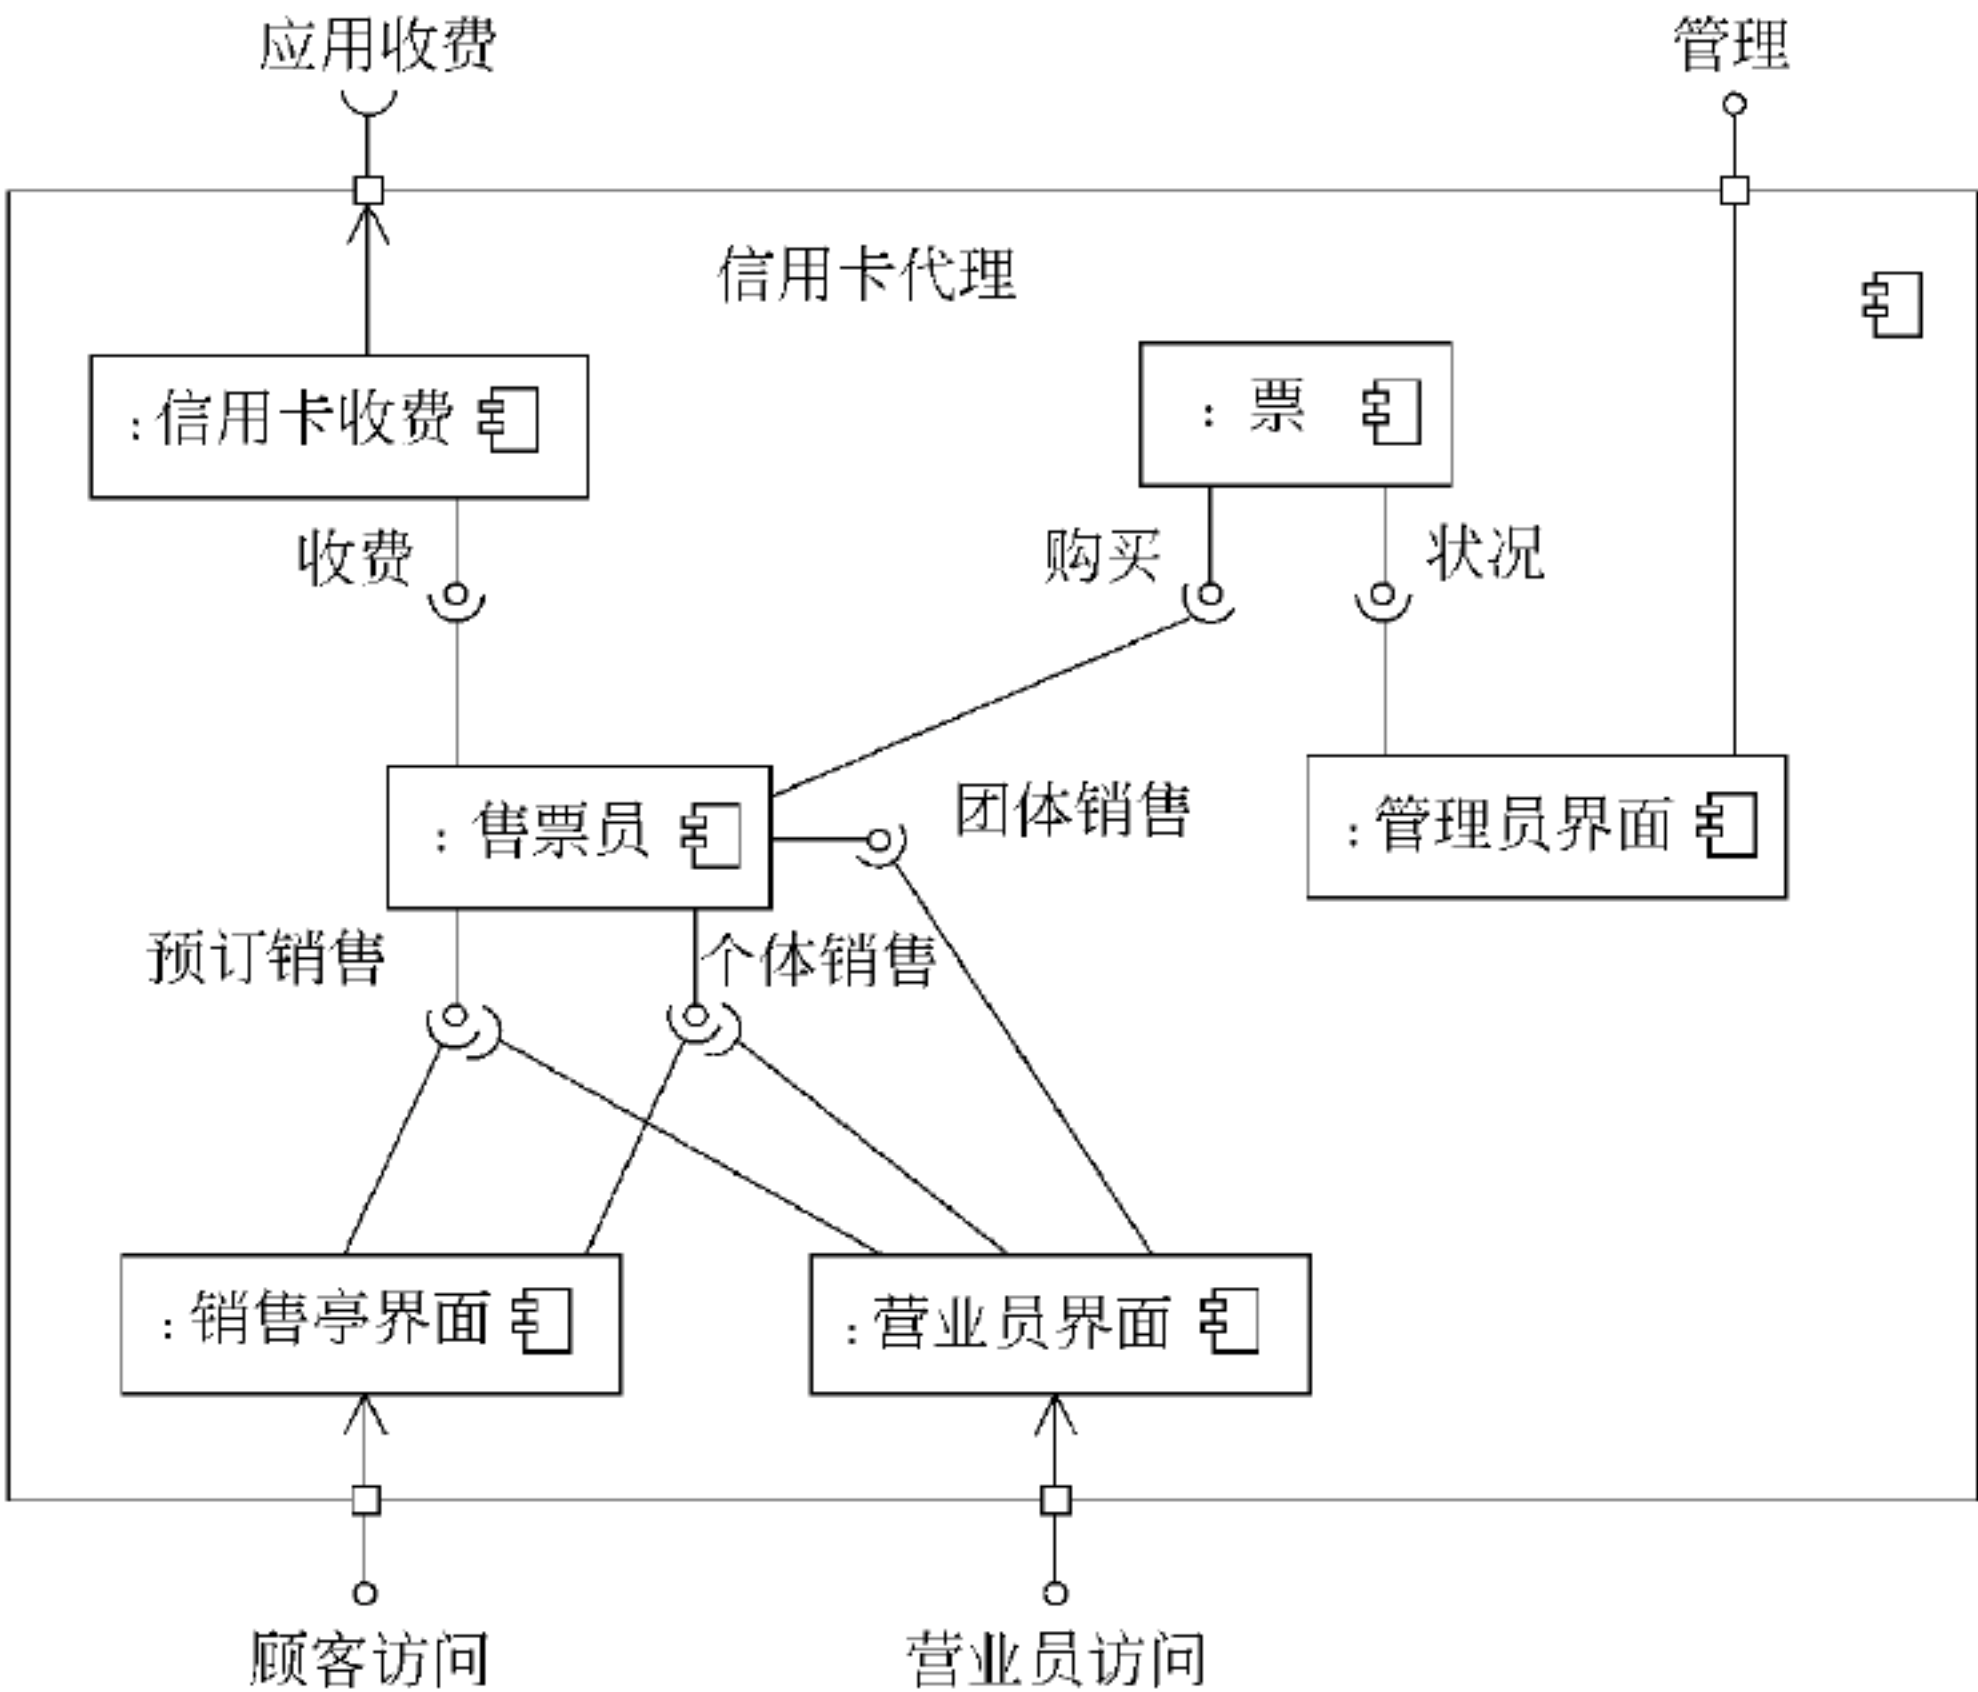 应用收费
管理
信用卡代理
:信用卡收费
: 票
收费
购买
状况
: 售票员
团体销售
:管理员界面
预订销售
个体销售
:销售亭界面
:营业员界面
顾客访问
营业员访问